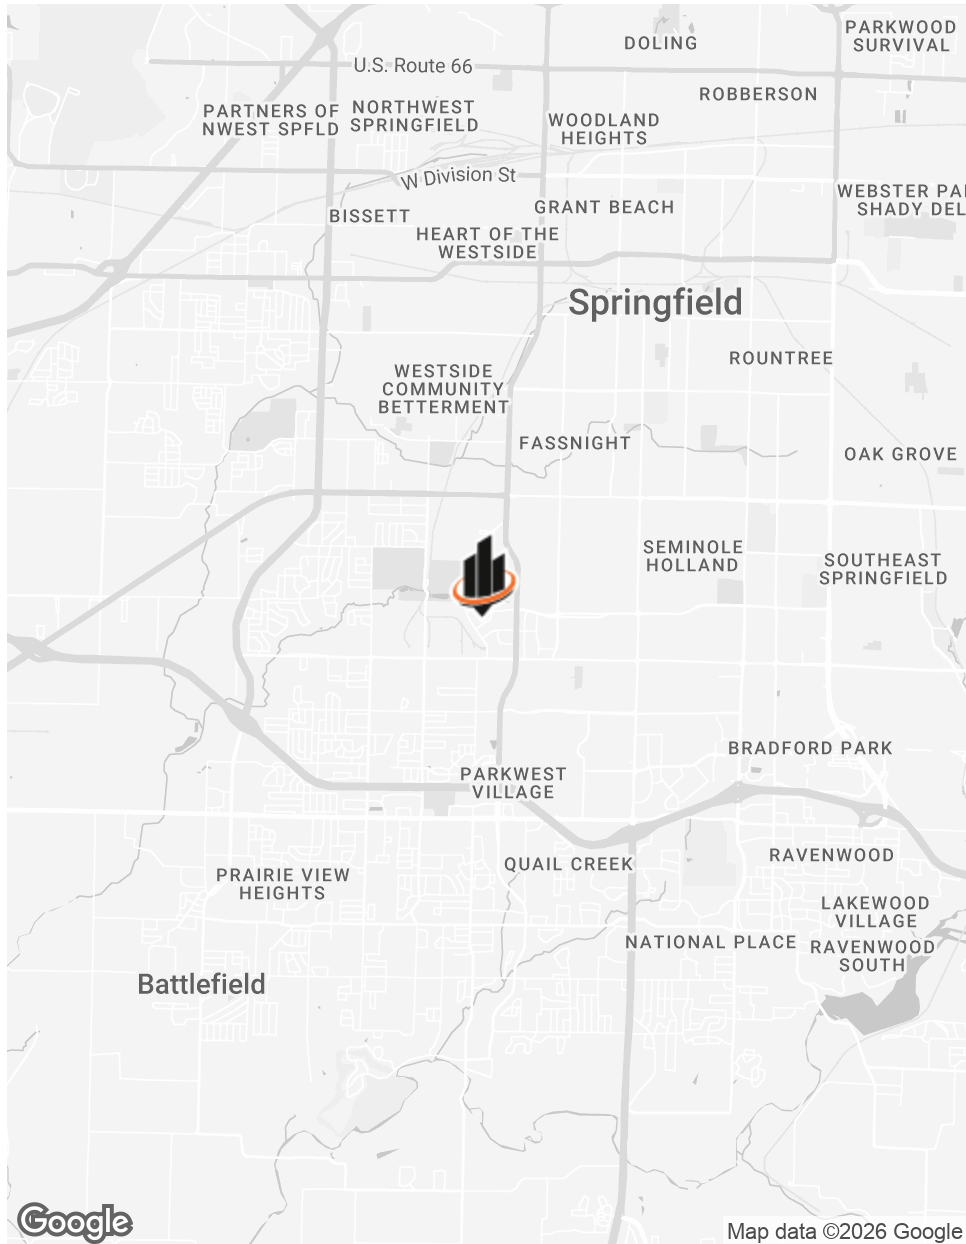 DOLING
PARKWOOD
SURVIVAL
U.S. Route 66
ROBBERSON
PARTNERS OF
NWEST SPFLD
NORTHWEST
SPRINGFIELD
WOODLAND
HEIGHTS
W Division St
WEBSTER PA
SHADY DEL
BISSETT
GRANT BEACH
HEART OF THE
WESTSIDE
Springfield
ROUNTREE
WESTSIDE
COMMUNITY
BETTERMENT
FASSNIGHT
OAK GROVE
SEMINOLE
HOLLAND
SOUTHEAST
SPRINGFIELD
BRADFORD PARK
PARKWEST
VILLAGE
QUAIL CREEK
RAVENWOOD
PRAIRIE VIEW
HEIGHTS
LAKEWOOD
VILLAGE
NATIONAL PLACE
RAVENWOOD
SOUTH
Battlefield
Google
Map data ©2026 Google